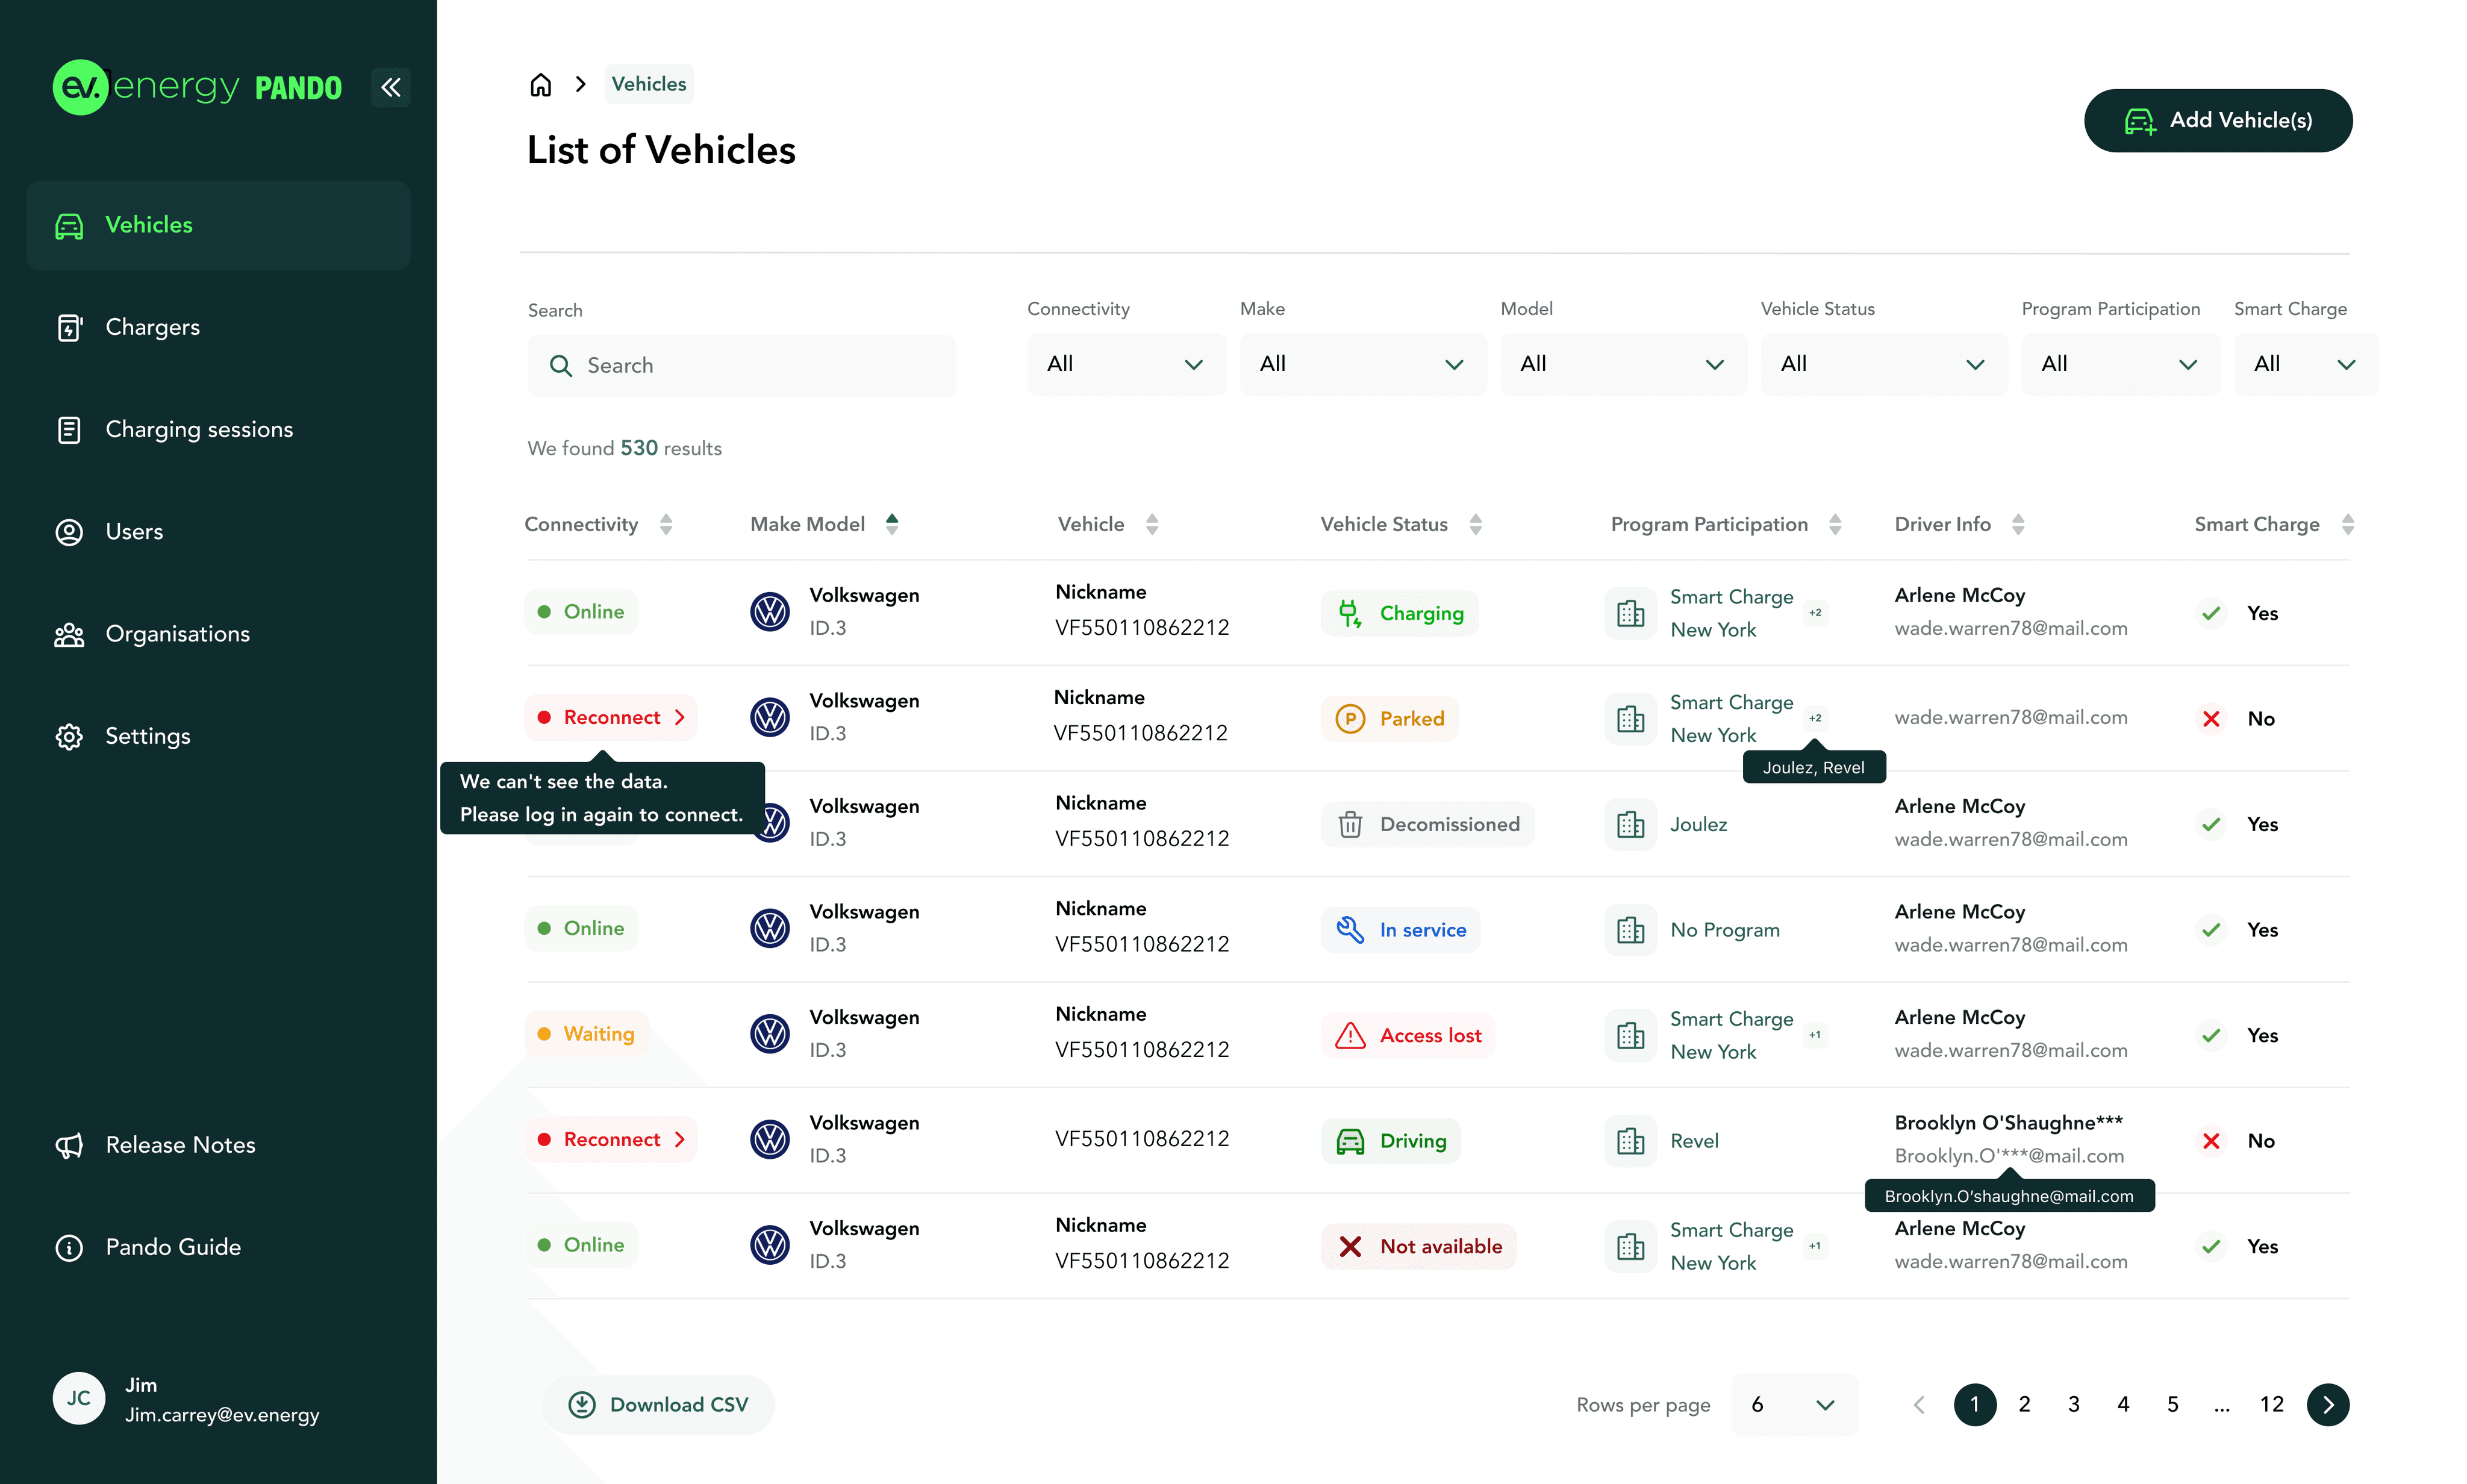 ev.energy PANDO
Vehicles
Chargers
Charging sessions
Users
Organisations
Settings
Release Notes
Pando Guide
JC
Jim
Jim.carrey@ev.energy
Vehicles
List of Vehicles
Add Vehicle(s)
Search
Connectivity
Make
Model
Vehicle Status
Program Participation
Smart Charge
Search
All
All
All
All
All
All
We found 530 results
Connectivity
Make Model
Vehicle
Vehicle Status
Program Participation
Driver Info
Smart Charge
Online
Volkswagen
ID.3
Nickname
VF550110862212
Charging
Smart Charge
New York
+2
Arlene McCoy
wade.warren78@mail.com
Yes
Reconnect
We can't see the data.
Please log in again to connect.
Volkswagen
ID.3
Nickname
VF550110862212
Parked
Smart Charge
New York
+2
Joulez, Revel
wade.warren78@mail.com
No
Volkswagen
ID.3
Nickname
VF550110862212
Decomissioned
Joulez
Arlene McCoy
wade.warren78@mail.com
Yes
Online
Volkswagen
ID.3
Nickname
VF550110862212
In service
No Program
Arlene McCoy
wade.warren78@mail.com
Yes
Waiting
Volkswagen
ID.3
Nickname
VF550110862212
Access lost
Smart Charge
New York
+1
Arlene McCoy
wade.warren78@mail.com
Yes
Reconnect
Volkswagen
ID.3
VF550110862212
Driving
Revel
Brooklyn O'Shaughne***
Brooklyn.O'***@mail.com
Brooklyn.O'shaughne@mail.com
No
Online
Volkswagen
ID.3
Nickname
VF550110862212
Not available
Smart Charge
New York
+1
Arlene McCoy
wade.warren78@mail.com
Yes
Download CSV
Rows per page
6
1 2 3 4 5 ... 12